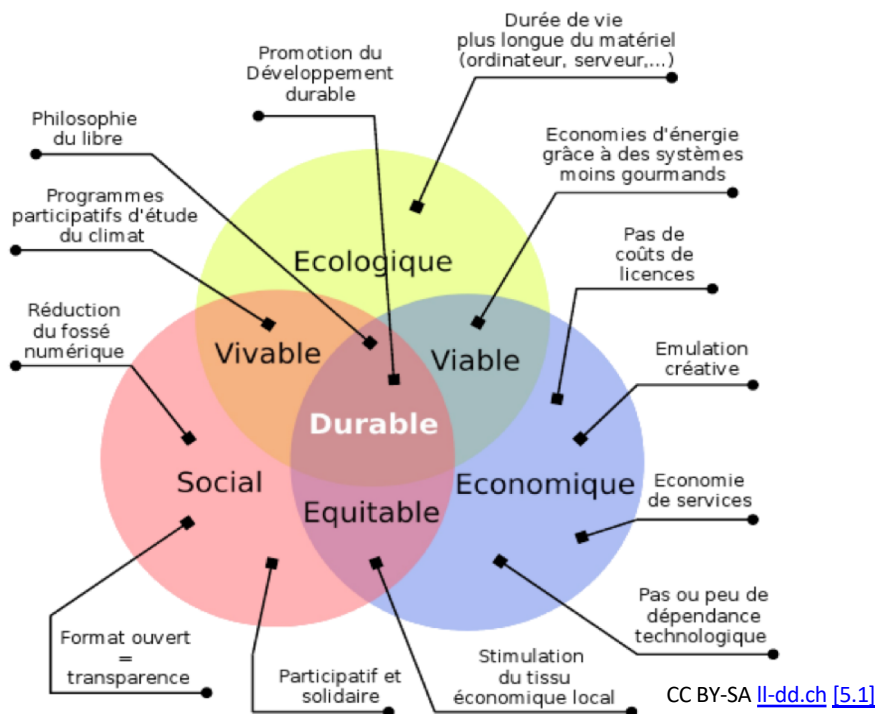 Durée de vie
plus longue du matériel
(ordinateur, serveur,...)
Promotion du
Développement
durable
Philosophie
du libre
Economies d'énergie
grâce à des systèmes
moins gourmands
Programmes
participatifs d'étude
du climat
Pas de
coûts de
licences
Ecologique
Réduction
du fossé
numérique
Vivable
Viable
Emulation
créative
Durable
Social
Economique
Equitable
Economie
de services
Pas ou peu de
dépendance
technologique
Format ouvert
=
transparence
Participatif et
solidaire
Stimulation
du tissu
économique local
CC BY-SA ll-dd.ch [5.1]